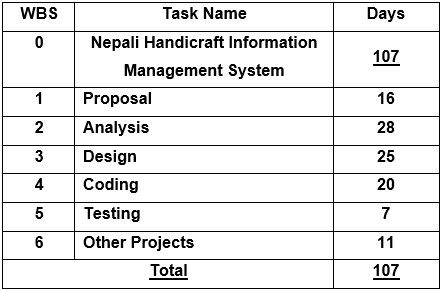 WBS Task Name Days
0 Nepali Handicraft Information Management System 107
1 Proposal 16
2 Analysis 28
3 Design 25
4 Coding 20
5 Testing 7
6 Other Projects 11
Total 107